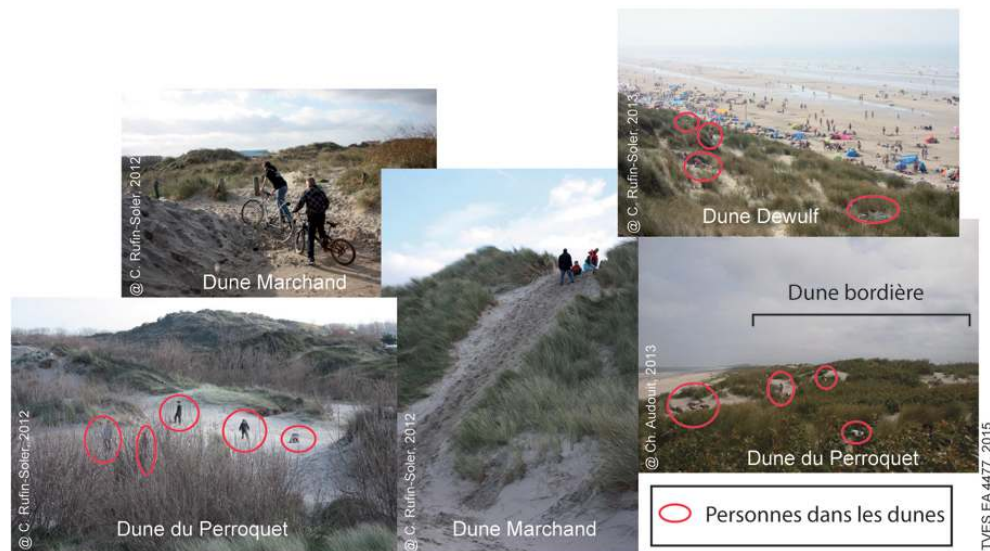 @ C. Rufin-Soler, 2013
Dune Dewulf
@ C. Rufin-Soler, 2012
Dune Marchand
Dune bordière
@ C. Rufin-Soler, 2012
Dune du Perroquet
@ C. Rufin-Soler, 2012
Dune Marchand
@ Ch. Audouit, 2013
Dune du Perroquet
Personnes dans les dunes
TVES EA 4477, 2015